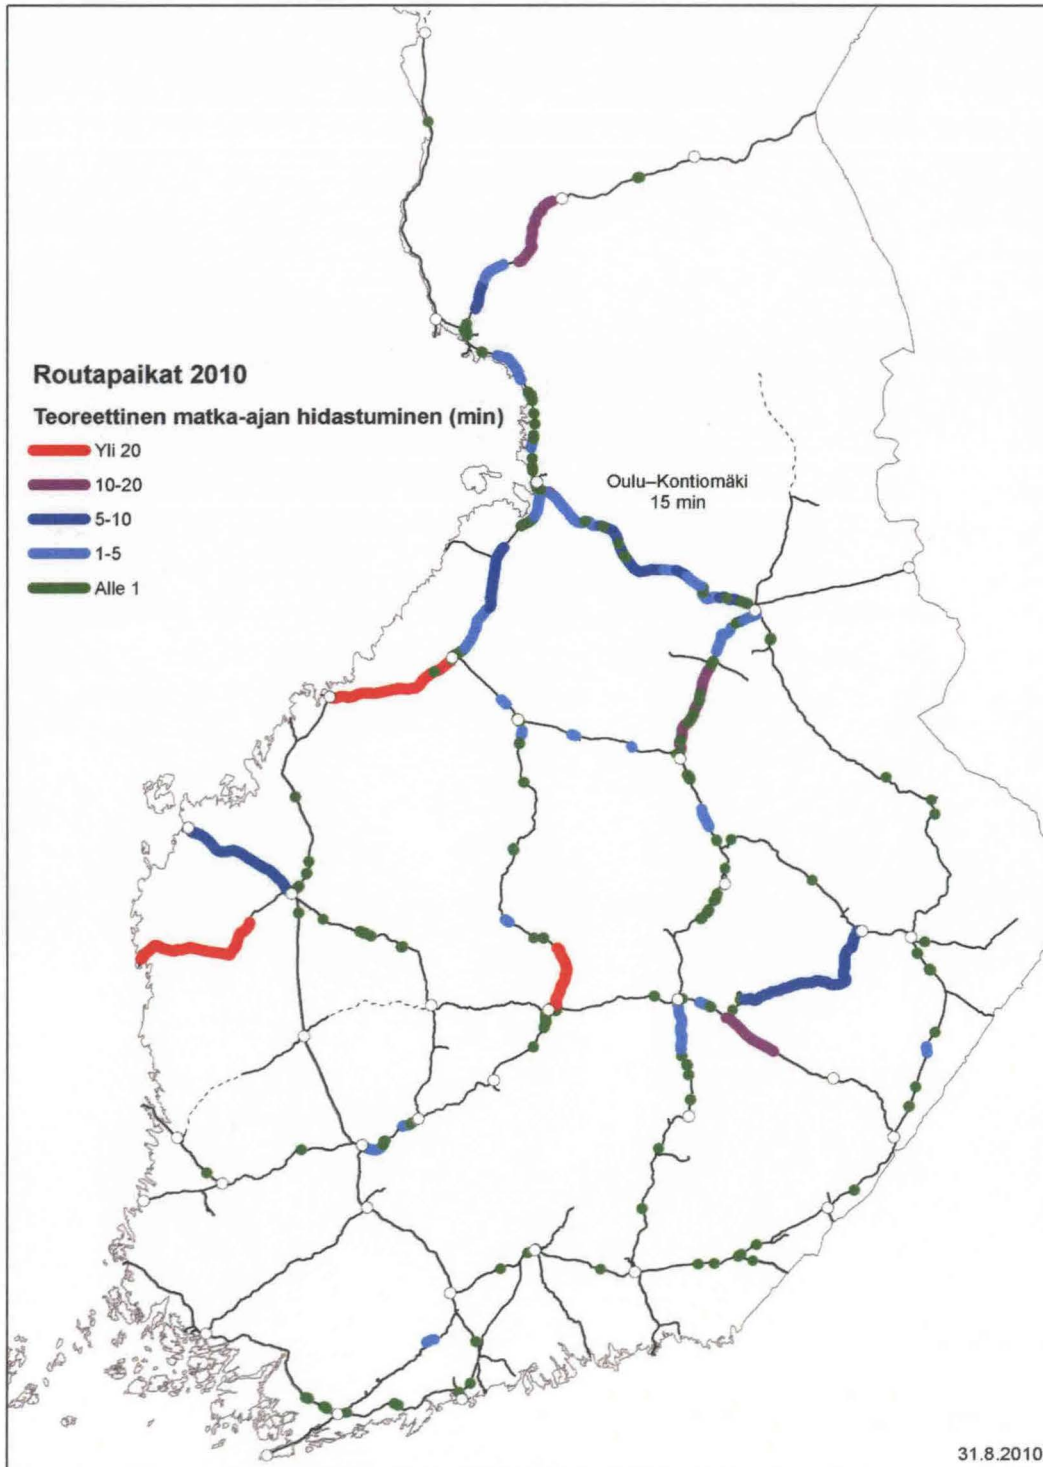 Routapaikat 2010
Teoreettinen matka-ajan hidastuminen (min)
Yli 20
10-20
5-10
1-5
Alle 1
Oulu–Kontiomäki
15 min
31.8.2010